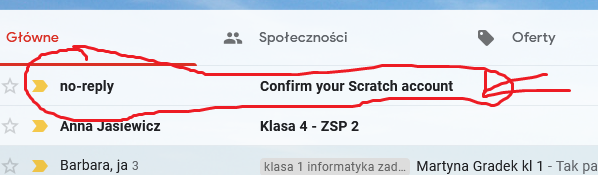 Główne Społeczności Oferty
no-reply Confirm your Scratch account
Anna Jasiewicz Klasa 4 - ZSP 2
Barbara, ja 3 klasa 1 informatyka zad... Martyna Gradek kl 1 - Tak pa